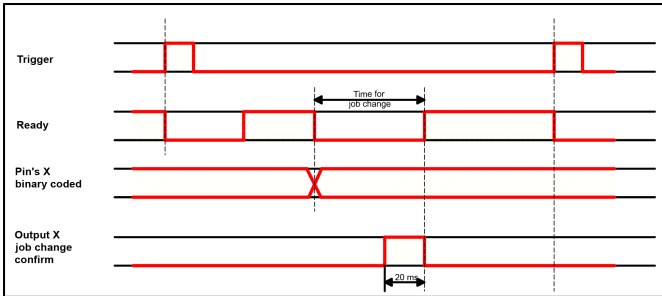 Trigger
Time for
job change
Ready
Pin's X
binary coded
Output X
job change
confirm
20 ms